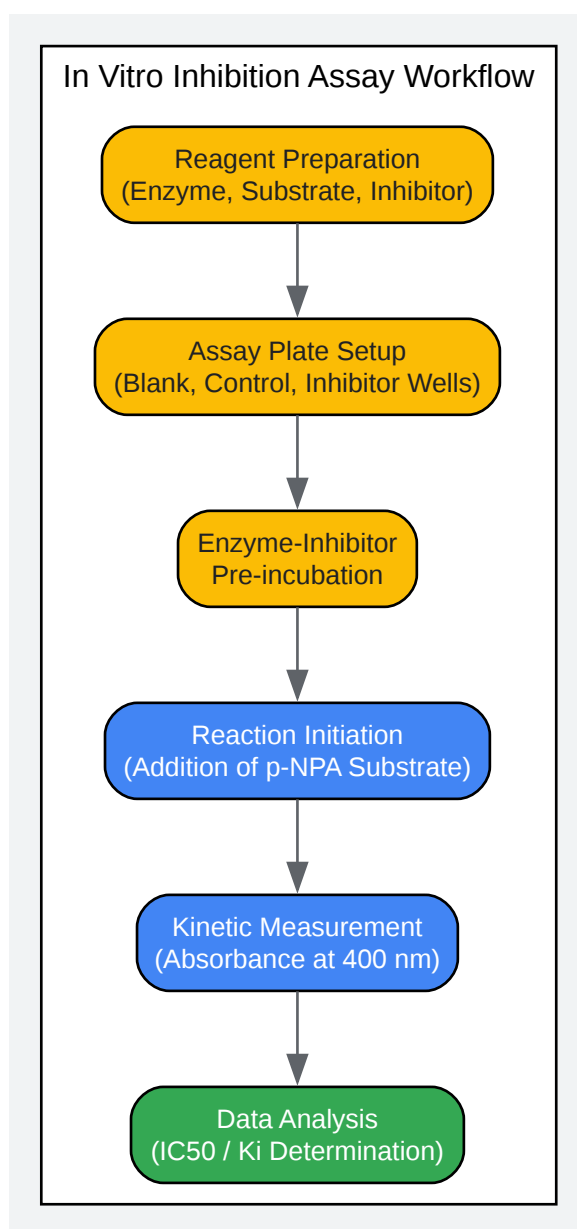 In Vitro Inhibition Assay Workflow
Reagent Preparation
(Enzyme, Substrate, Inhibitor)
Assay Plate Setup
(Blank, Control, Inhibitor Wells)
Enzyme-Inhibitor
Pre-incubation
Reaction Initiation
(Addition of p-NPA Substrate)
Kinetic Measurement
(Absorbance at 400 nm)
Data Analysis
(IC50 / Ki Determination)